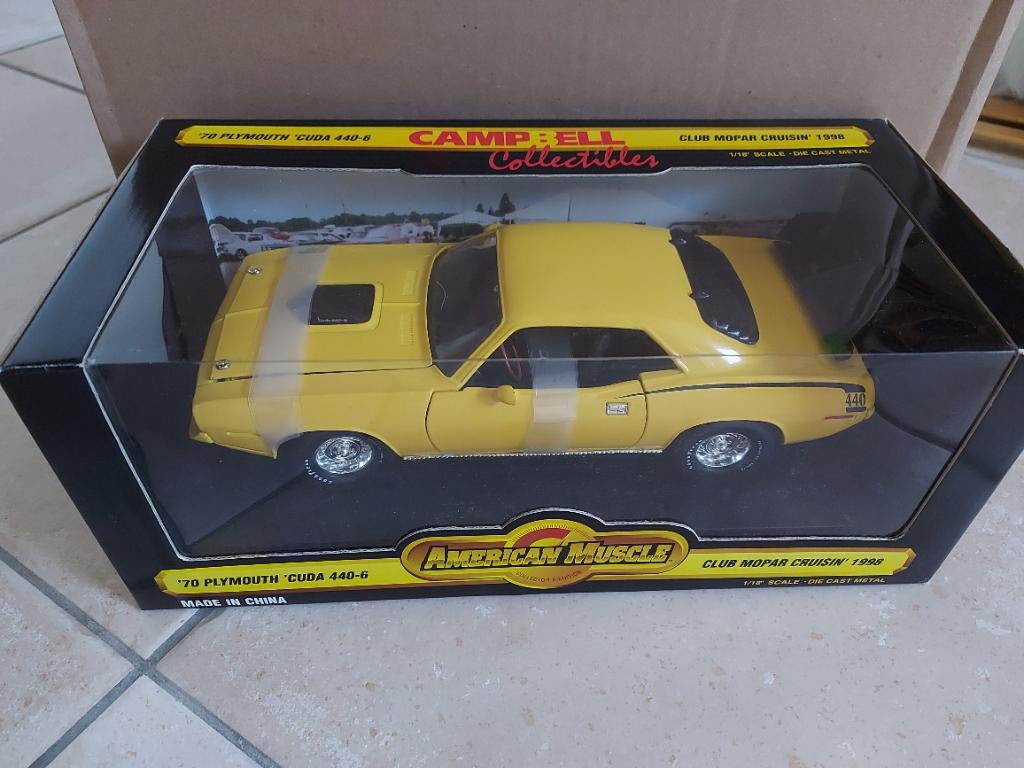 '70 PLYMOUTH 'CUDA 440-6
CAMPBELL
Collectibles
CLUB MOPAR CRUISIN' 1998
1/18" SCALE - DIE CAST METAL
440
AMERICAN MUSCLE
COLLECTOR'S EDITION
'70 PLYMOUTH 'CUDA 440-6
CLUB MOPAR CRUISIN' 1998
1/18" SCALE - DIE CAST METAL
MADE IN CHINA